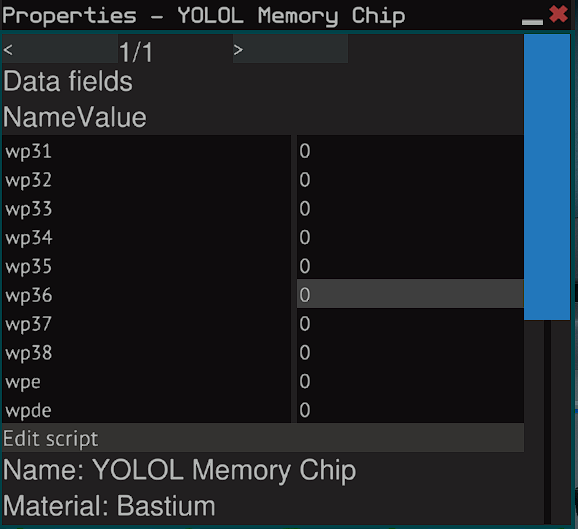 Properties - YOLOL Memory Chip
< 1/1 >
Data fields
NameValue
wp31 0
wp32 0
wp33 0
wp34 0
wp35 0
wp36 0
wp37 0
wp38 0
wpe 0
wpde 0
Edit script
Name: YOLOL Memory Chip
Material: Bastium